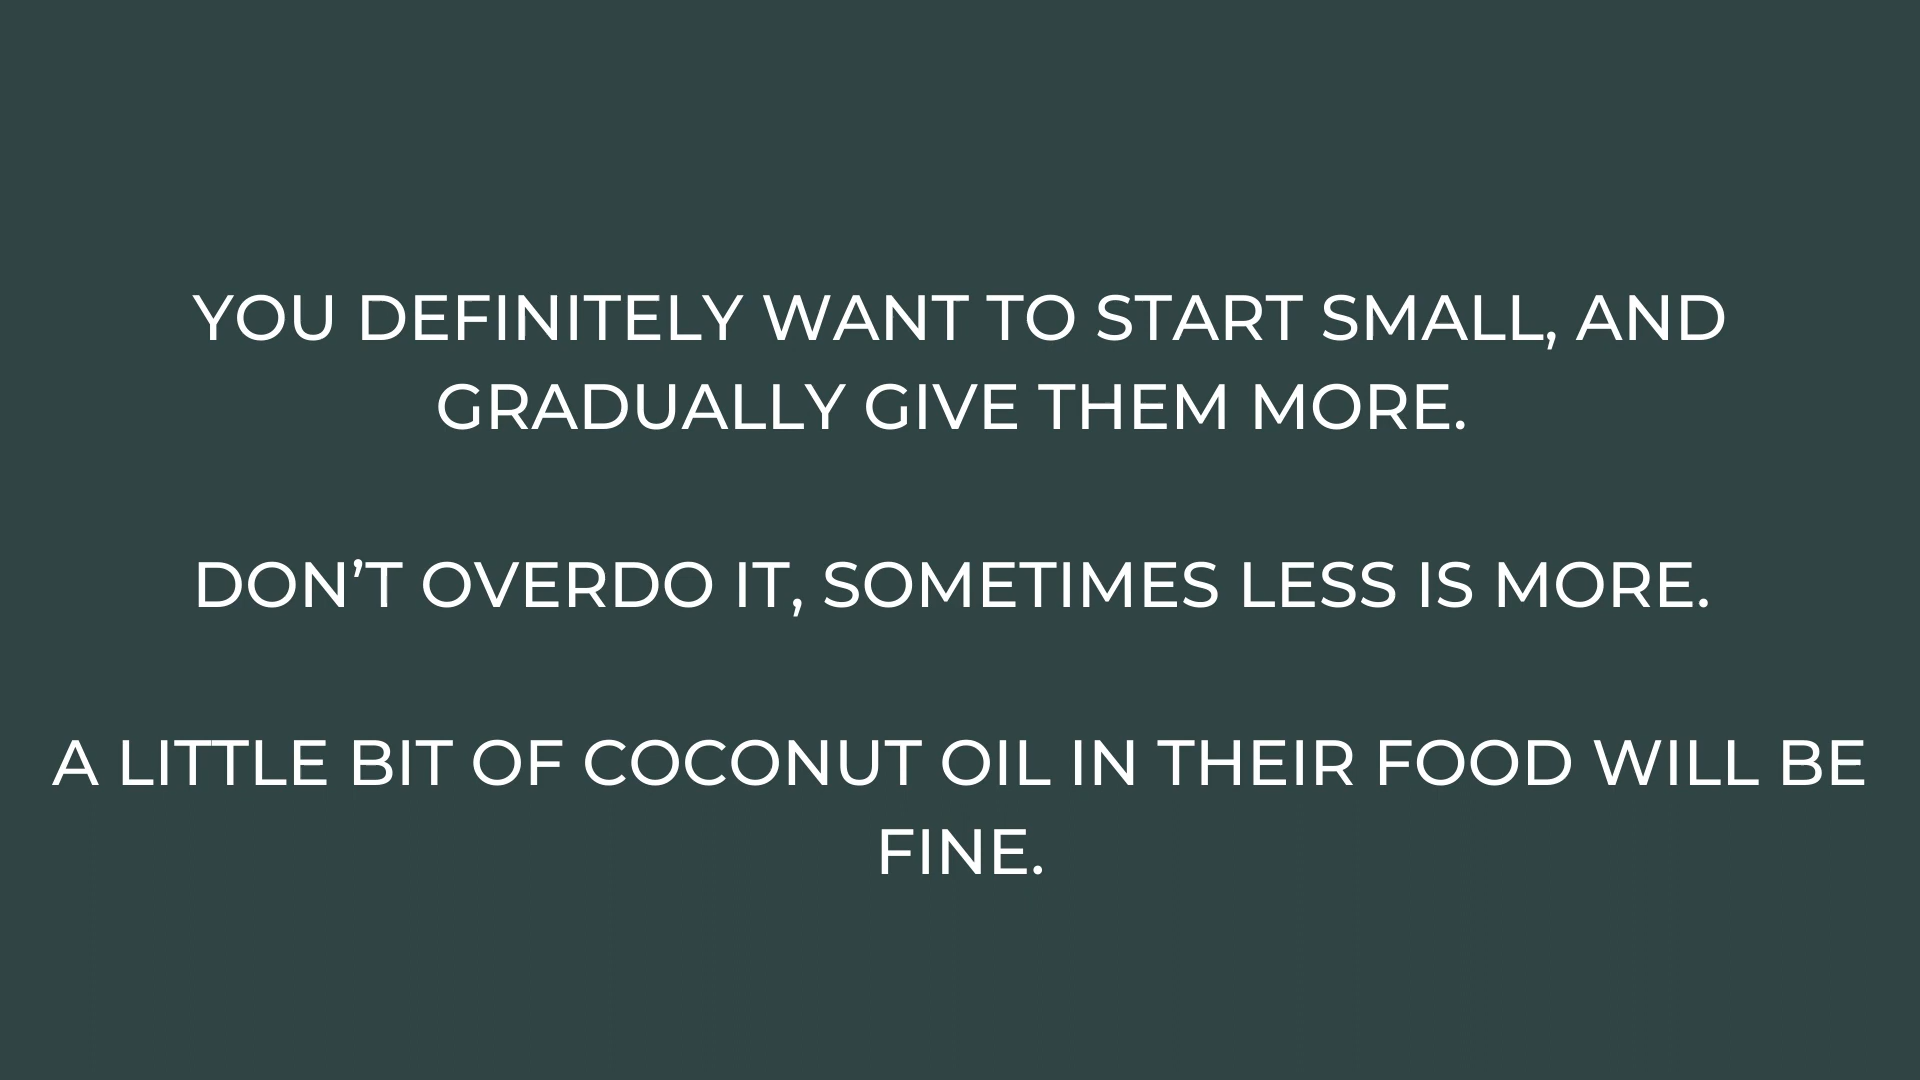 YOU DEFINITELY WANT TO START SMALL, AND
GRADUALLY GIVE THEM MORE.
DON’T OVERDO IT, SOMETIMES LESS IS MORE.
A LITTLE BIT OF COCONUT OIL IN THEIR FOOD WILL BE
FINE.